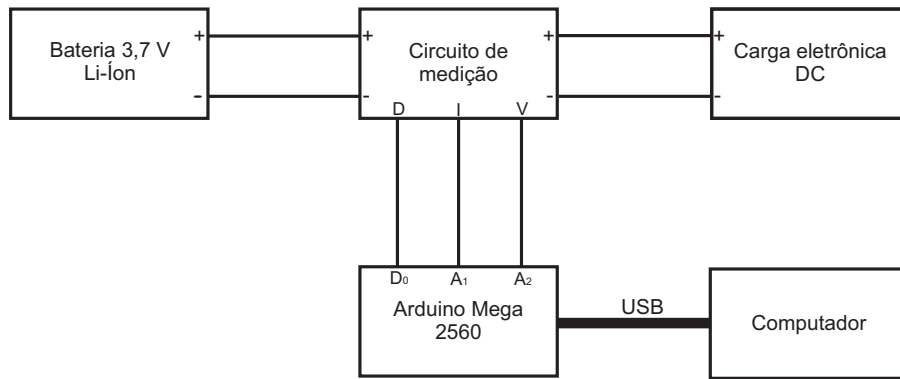 Bateria 3,7 V
Li-Íon
+
-
+
-
Circuito de
medição
+
-
D I V
+
-
Carga eletrônica
DC
D0 A1 A2
Arduino Mega
2560
USB
Computador